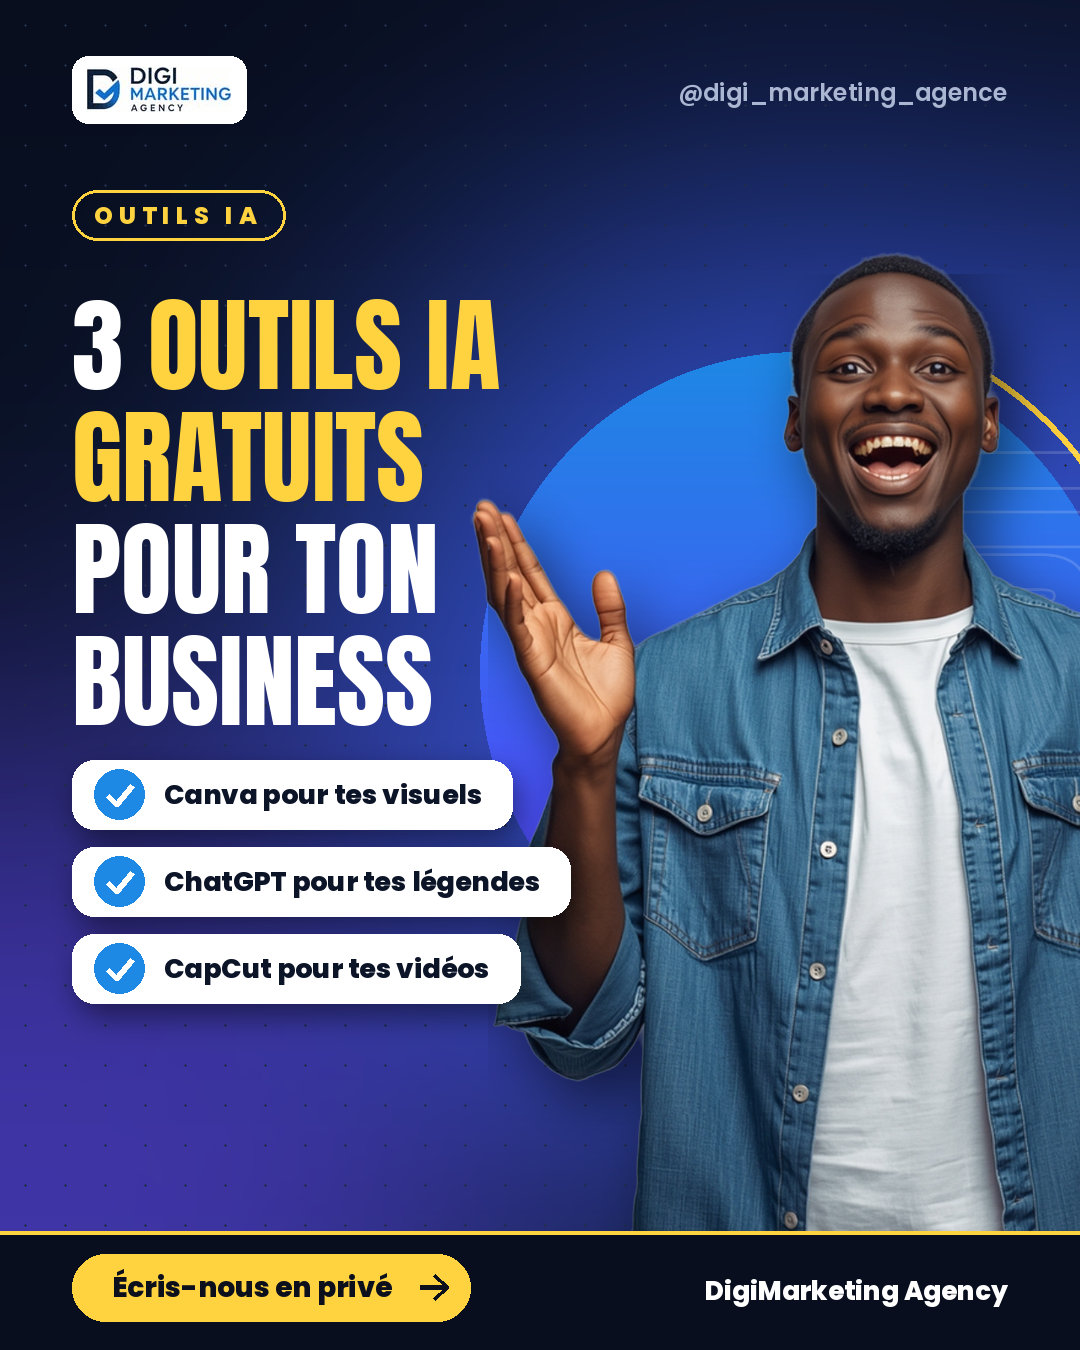 DIGI
MARKETING
AGENCY
@digi_marketing_agence
OUTILS IA
3 OUTILS IA
GRATUITS
POUR TON
BUSINESS
Canva pour tes visuels
ChatGPT pour tes légendes
CapCut pour tes vidéos
Écris-nous en privé
DigiMarketing Agency